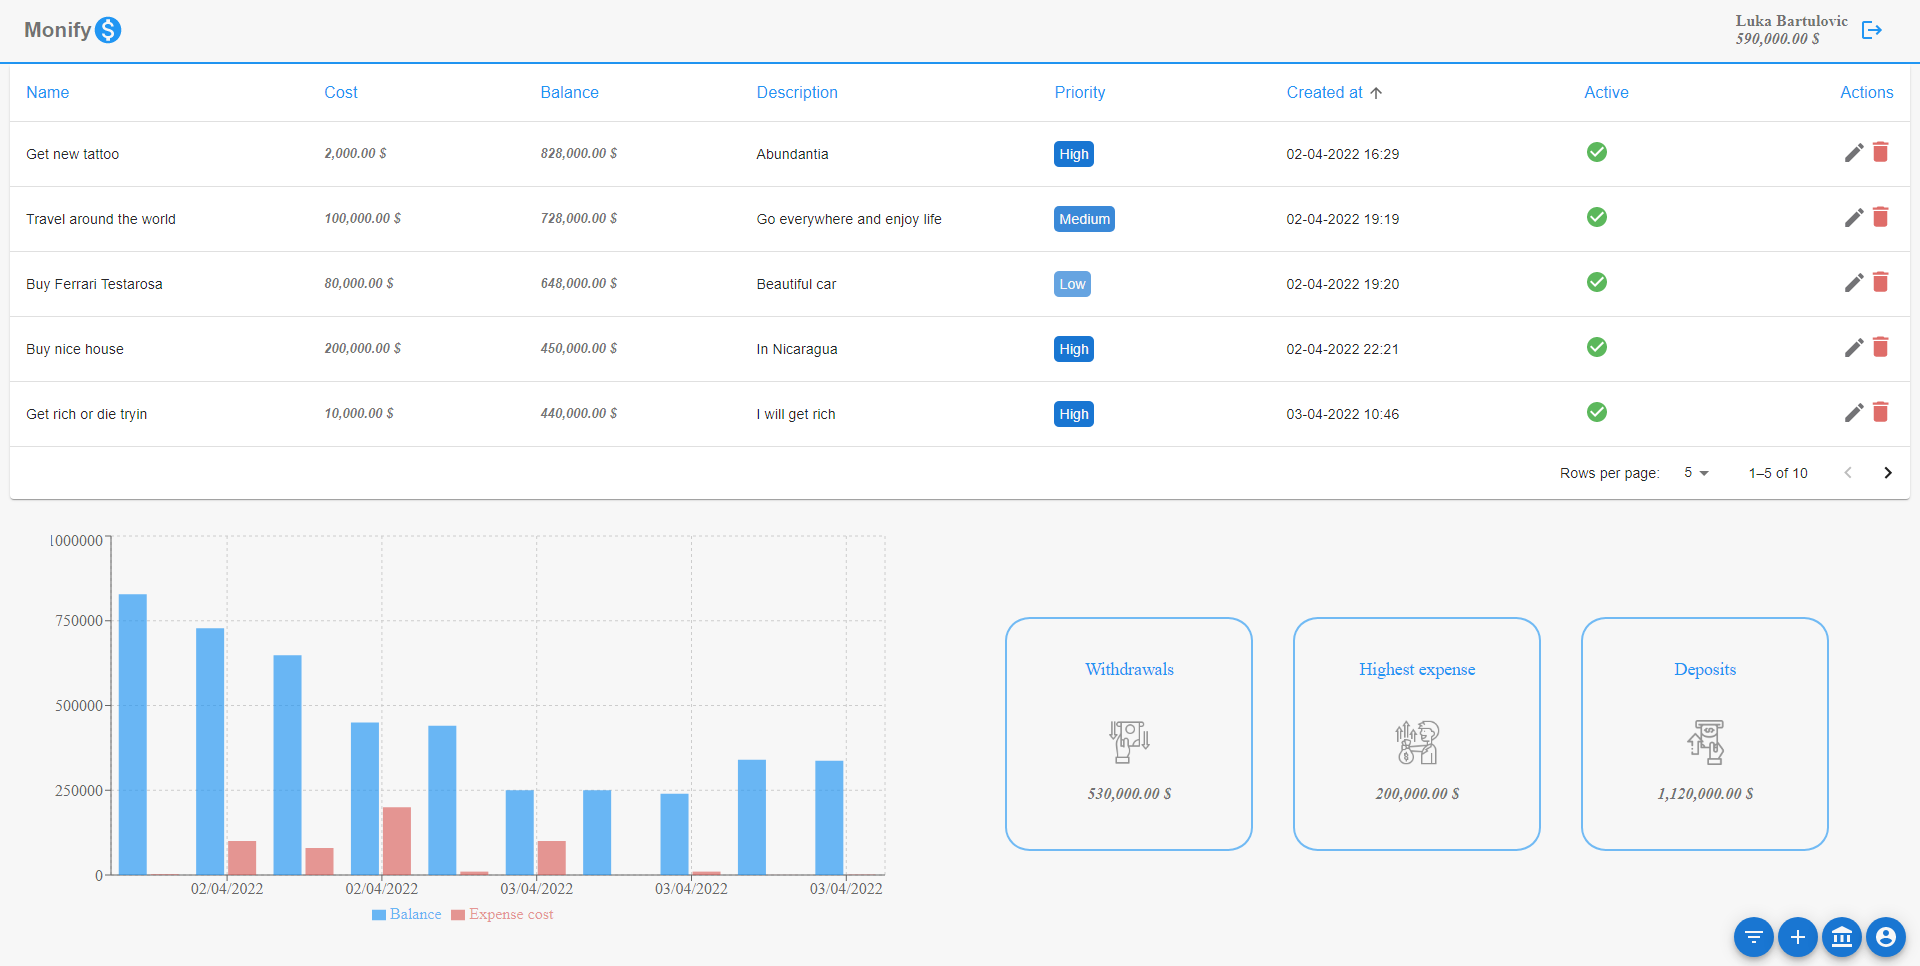 Monify
Luka Bartulovic
590,000.00 $
Name Cost Balance Description Priority Created at Active Actions
Get new tattoo 2,000.00 $ 828,000.00 $ Abundantia High 02-04-2022 16:29
Travel around the world 100,000.00 $ 728,000.00 $ Go everywhere and enjoy life Medium 02-04-2022 19:19
Buy Ferrari Testarosa 80,000.00 $ 648,000.00 $ Beautiful car Low 02-04-2022 19:20
Buy nice house 200,000.00 $ 450,000.00 $ In Nicaragua High 02-04-2022 22:21
Get rich or die tryin 10,000.00 $ 440,000.00 $ I will get rich High 03-04-2022 10:46
Rows per page: 5 1–5 of 10
1000000
750000
500000
250000
0
02/04/2022 02/04/2022 03/04/2022 03/04/2022 03/04/2022
Balance Expense cost
Withdrawals
530,000.00 $
Highest expense
200,000.00 $
Deposits
1,120,000.00 $